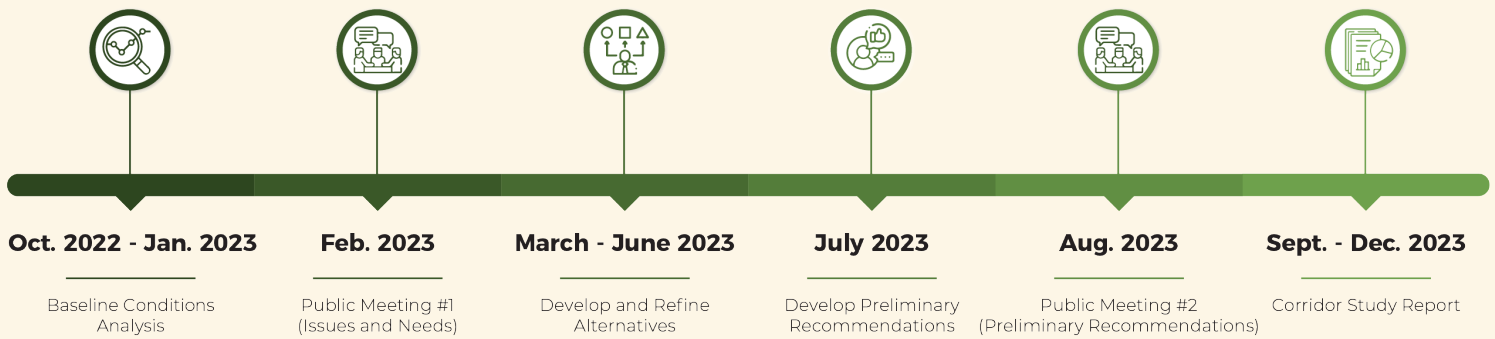 Oct. 2022 - Jan. 2023
Baseline Conditions
Analysis
Feb. 2023
Public Meeting #1
(Issues and Needs)
March - June 2023
Develop and Refine
Alternatives
July 2023
Develop Preliminary
Recommendations
Aug. 2023
Public Meeting #2
(Preliminary Recommendations)
Sept. - Dec. 2023
Corridor Study Report